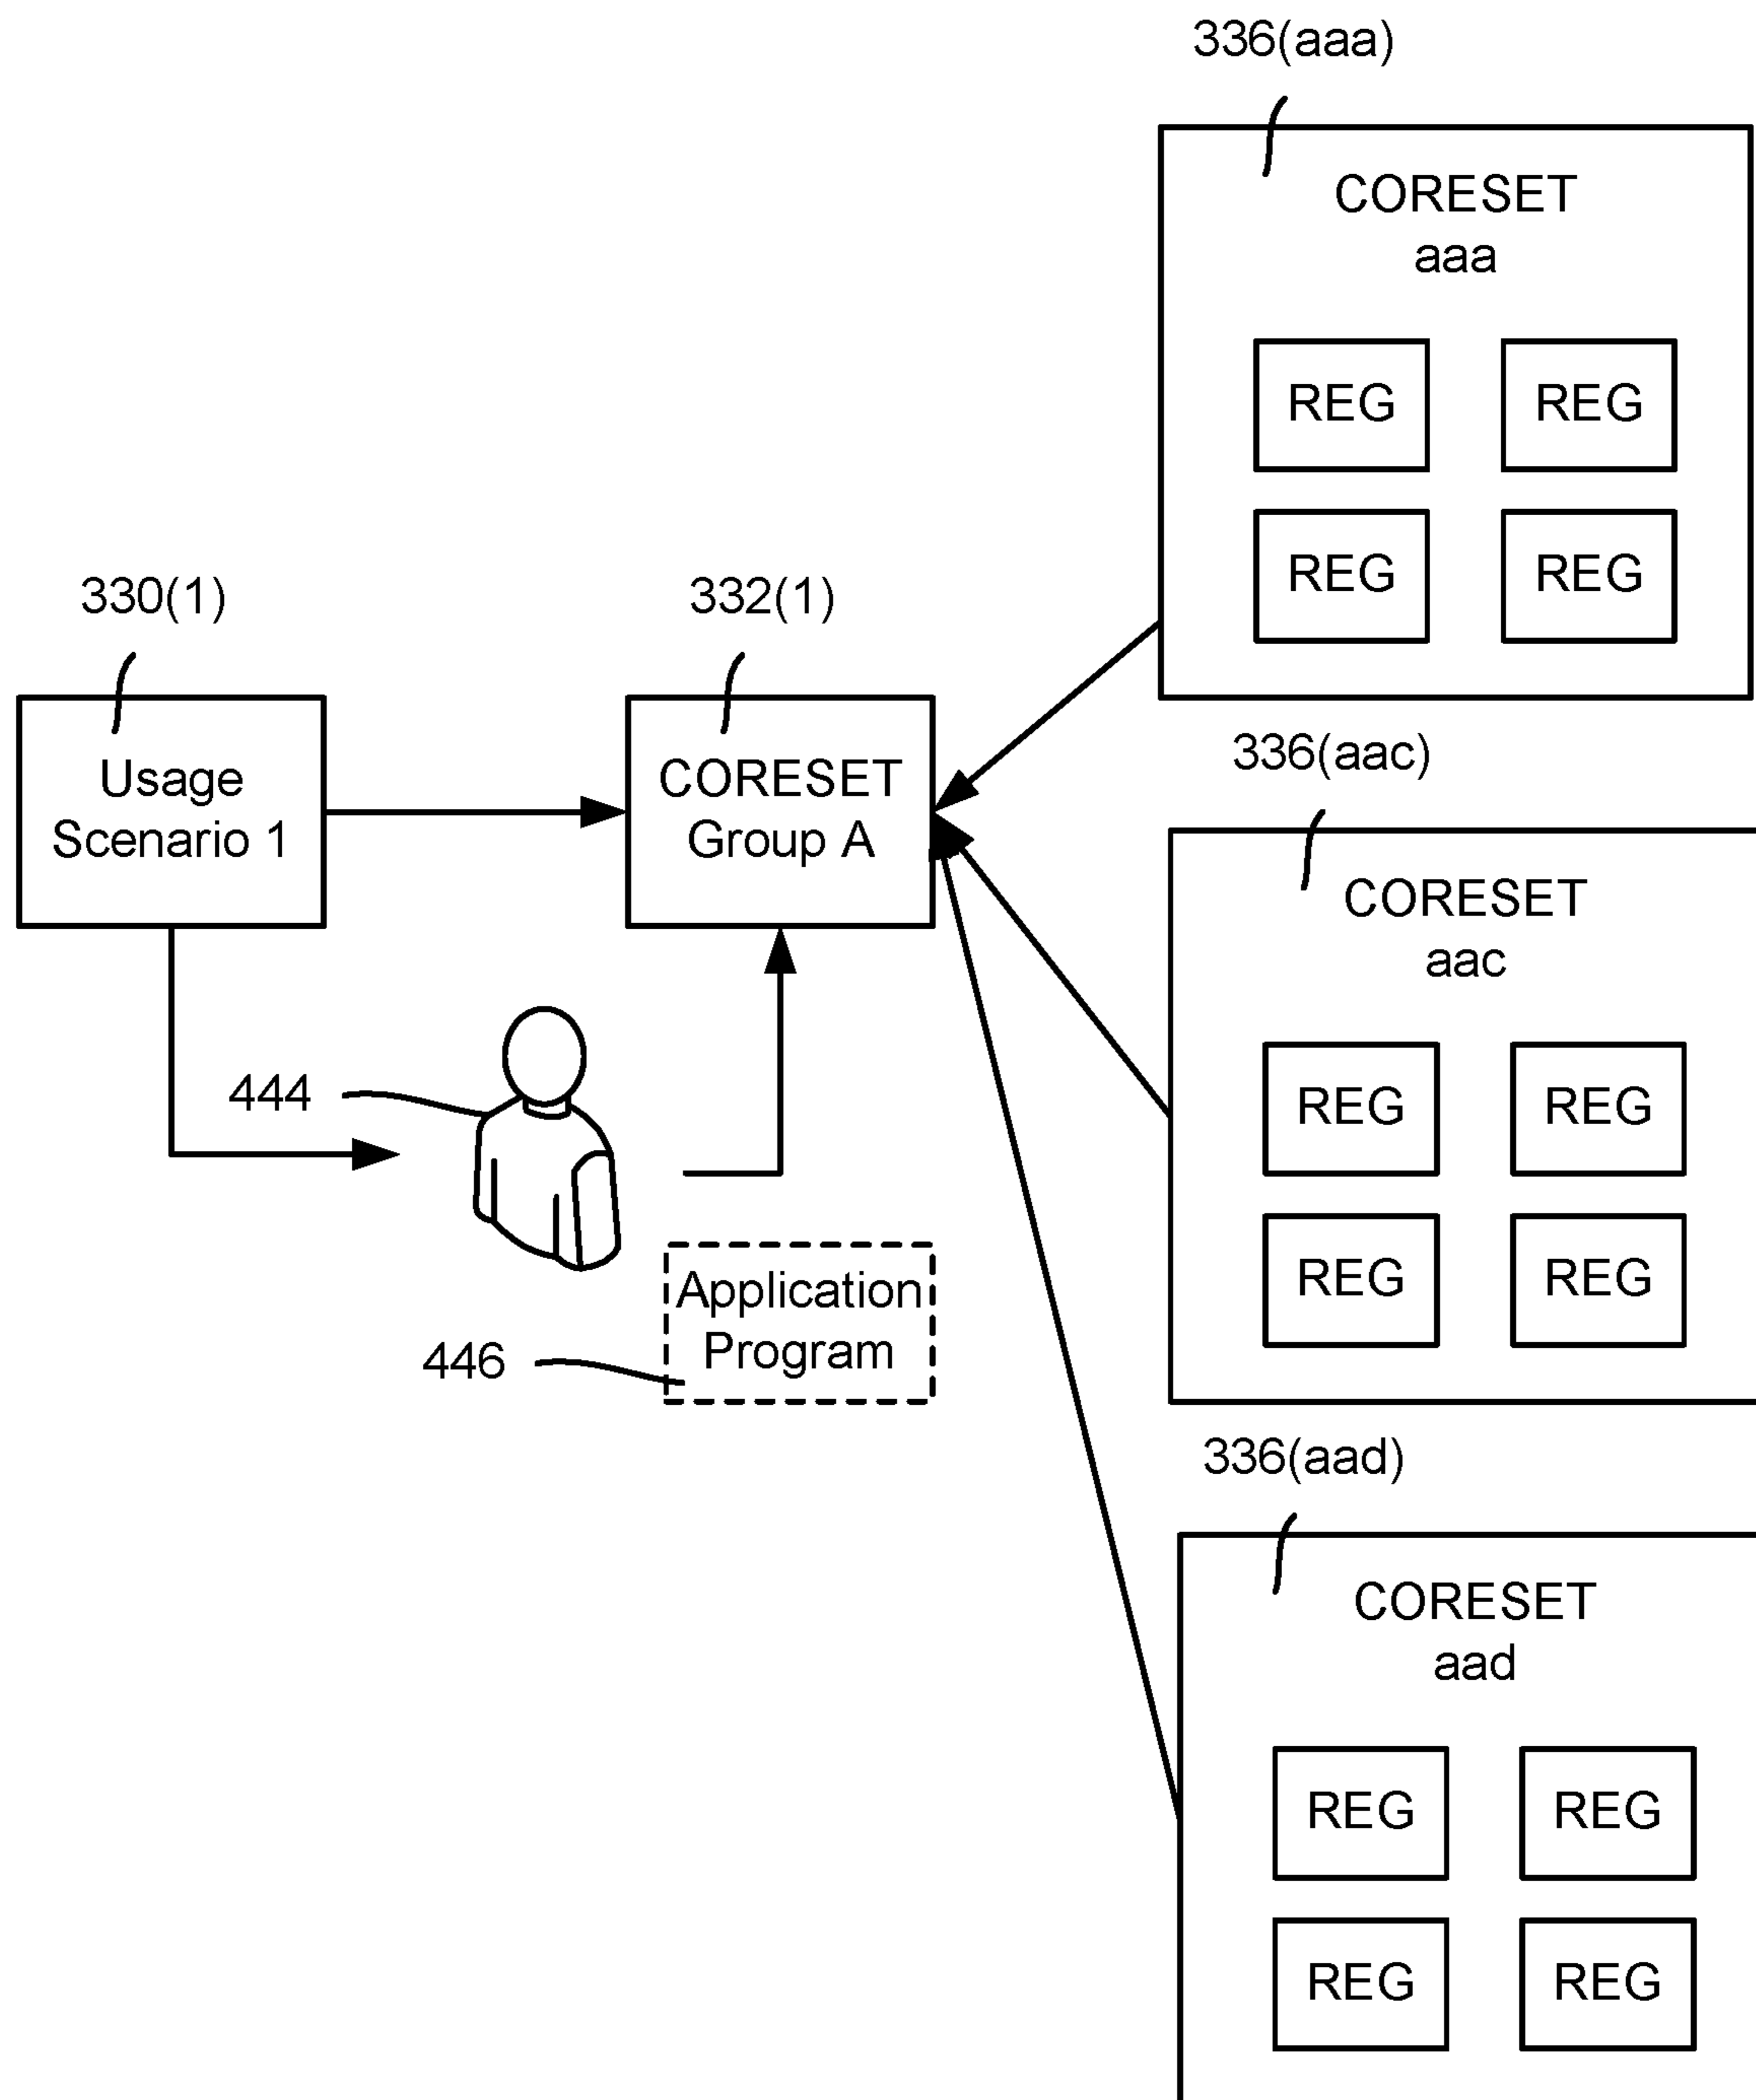 336(aaa)
CORESET
aaa
REG REG
REG REG
330(1)
332(1)
Usage
Scenario 1
CORESET
Group A
336(aac)
CORESET
aac
444
REG REG
REG REG
Application
Program
446
336(aad)
CORESET
aad
REG REG
REG REG